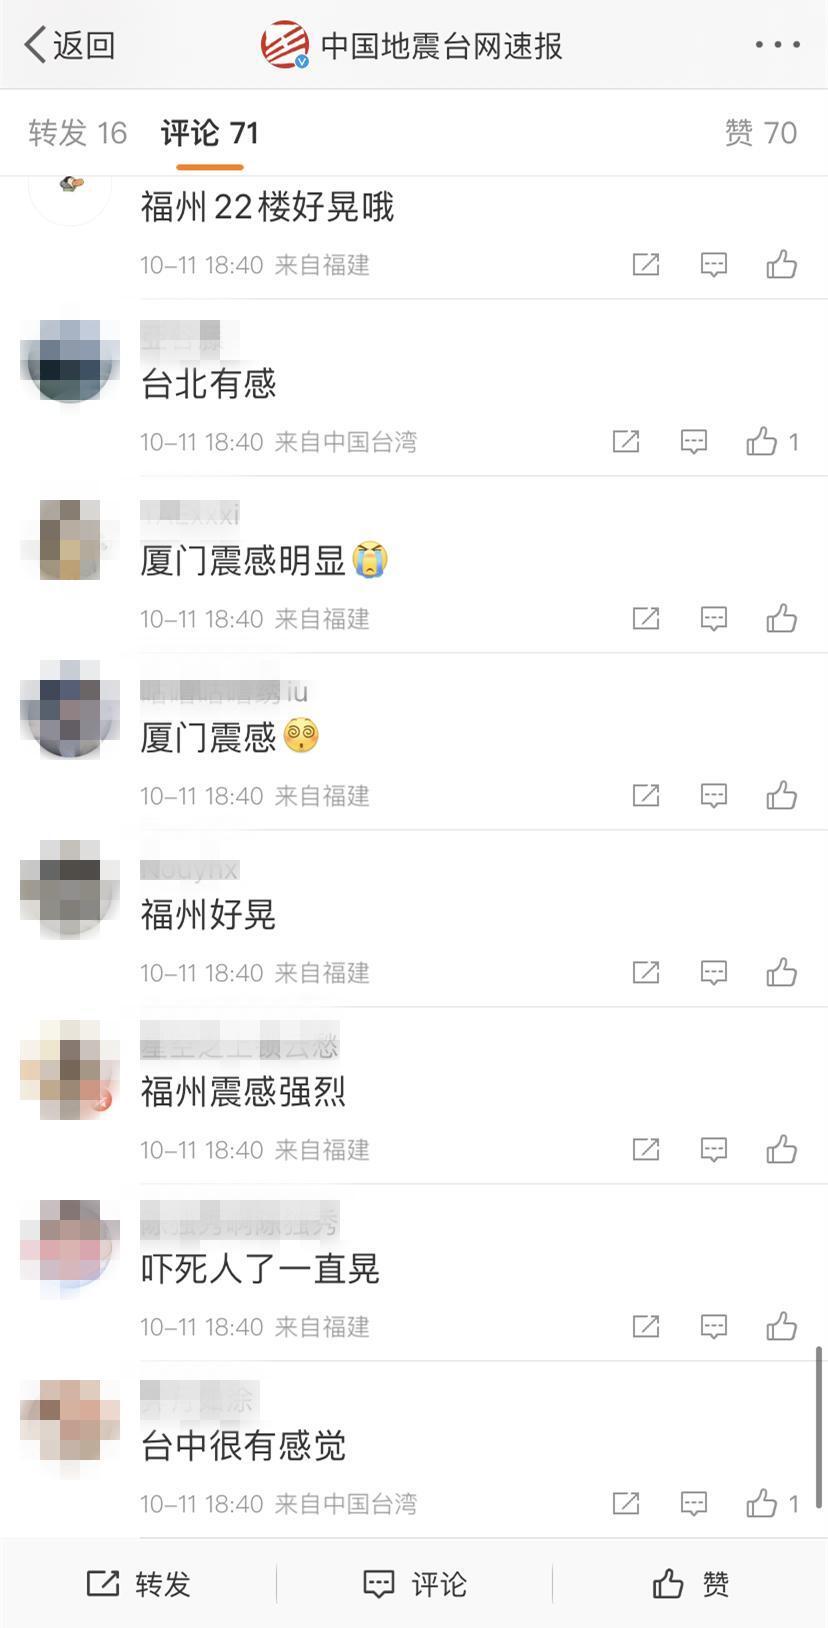 返回
中国地震台网速报
转发 16
评论 71
赞 70
福州22楼好晃哦
10-11 18:40 来自福建
台北有感
10-11 18:40 来自中国台湾
1
厦门震感明显
10-11 18:40 来自福建
iu
厦门震感
10-11 18:40 来自福建
福州好晃
10-11 18:40 来自福建
福州震感强烈
10-11 18:40 来自福建
吓死人了一直晃
10-11 18:40 来自福建
台中很有感觉
10-11 18:40 来自中国台湾
1
转发
评论
赞